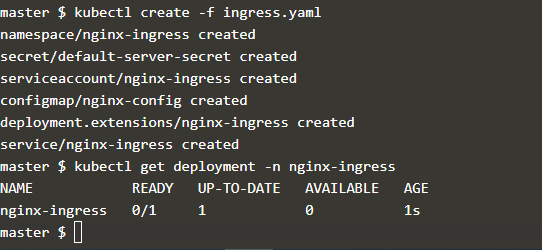 master $ kubectl create -f ingress.yaml
namespace/nginx-ingress created
secret/default-server-secret created
serviceaccount/nginx-ingress created
configmap/nginx-config created
deployment.extensions/nginx-ingress created
service/nginx-ingress created
master $ kubectl get deployment -n nginx-ingress
NAME READY UP-TO-DATE AVAILABLE AGE
nginx-ingress 0/1 1 0 1s
master $